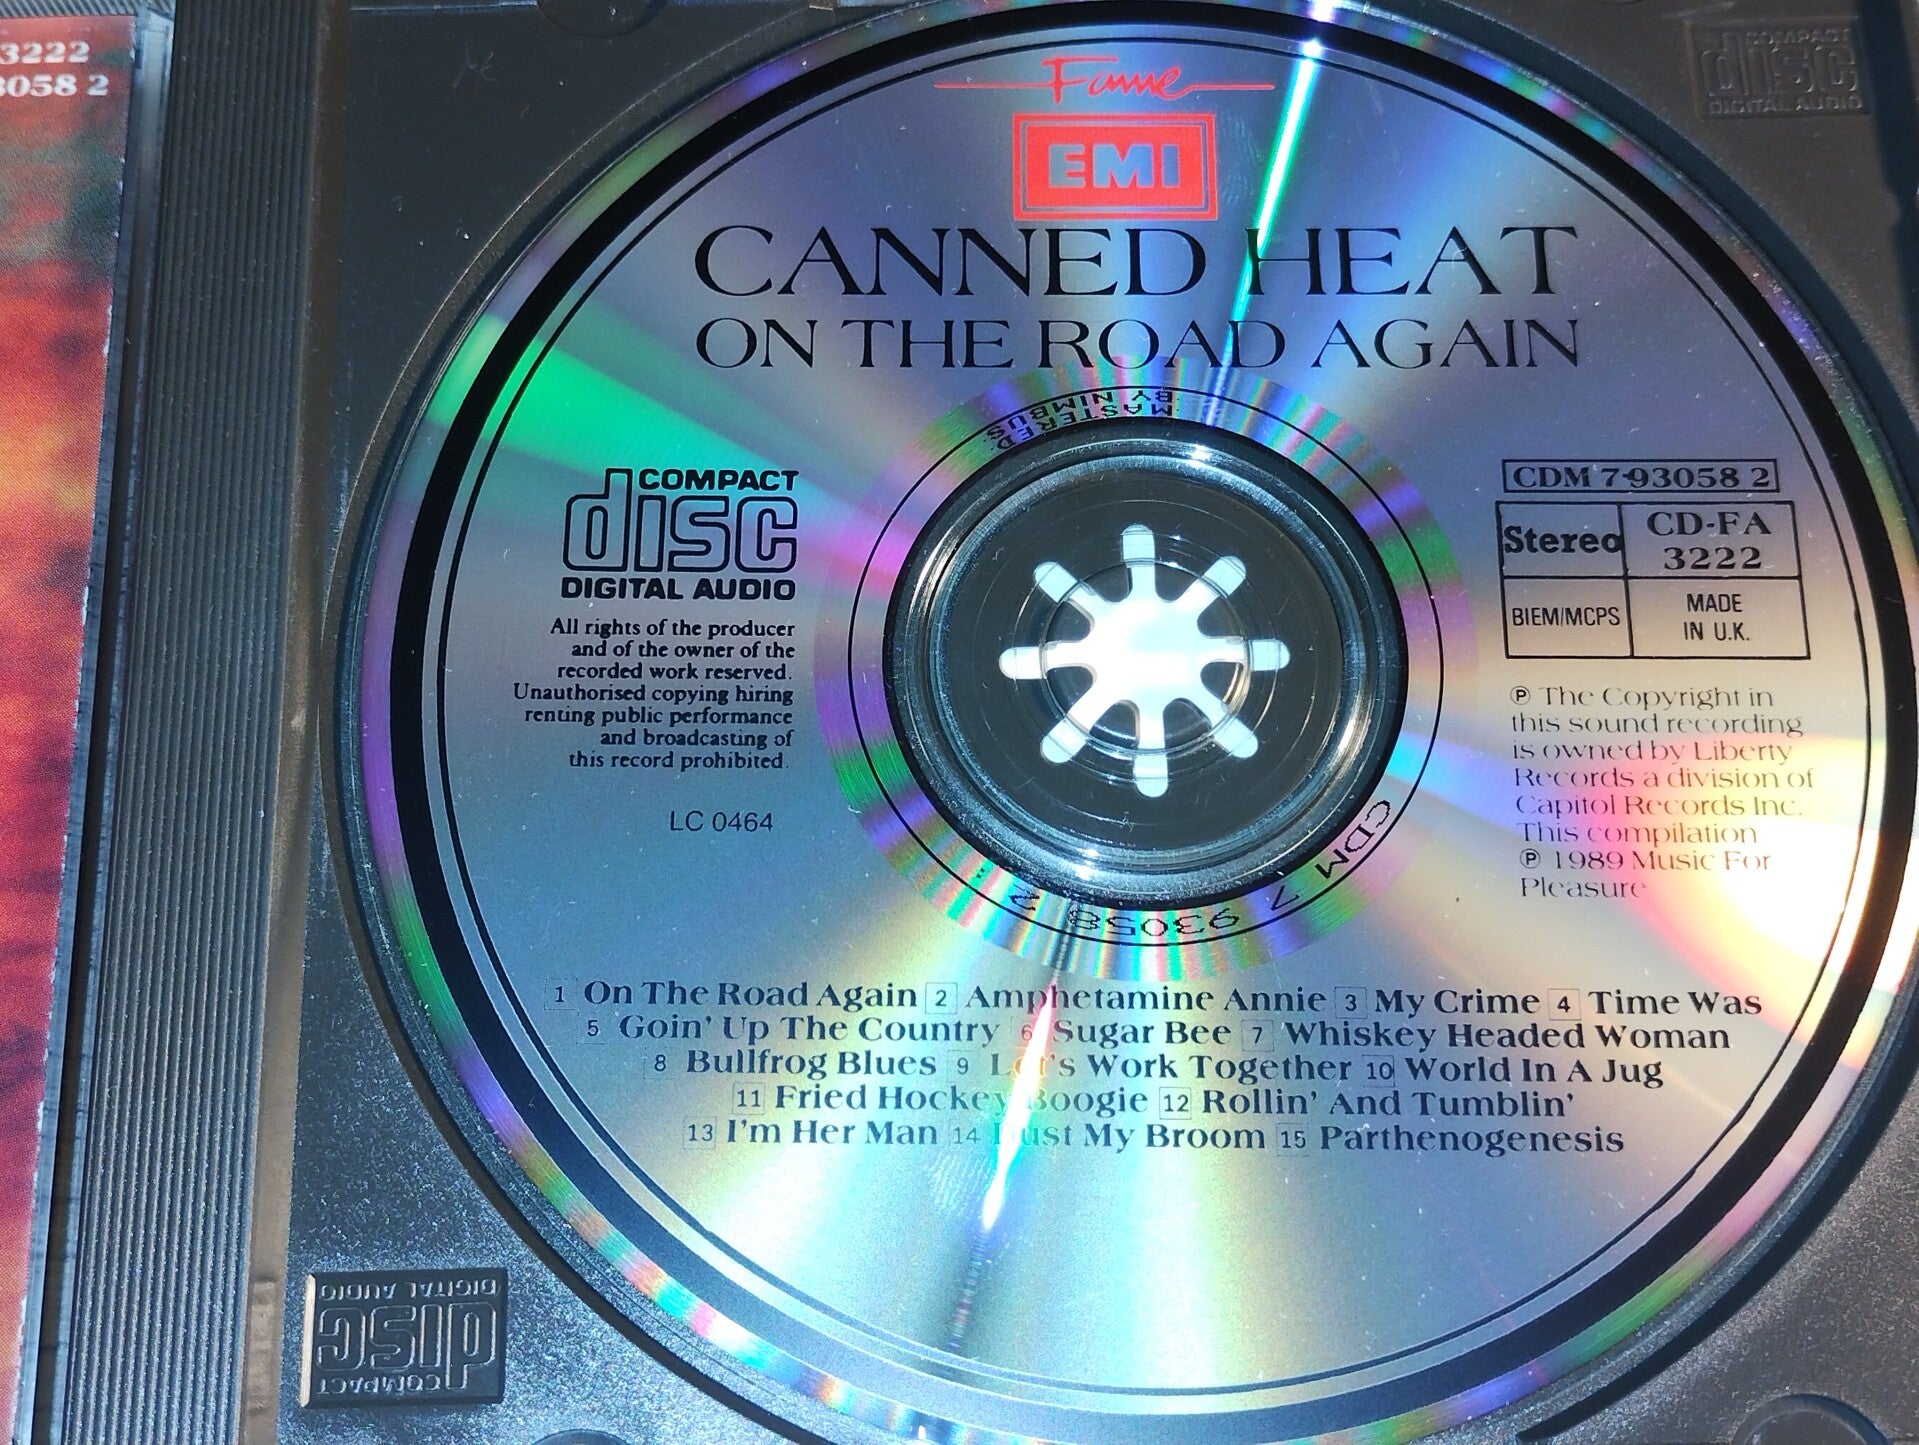 3222
3058 2
Fame
EMI
CANNED HEAT
ON THE ROAD AGAIN
MASTERED
BY NIMBUS
COMPACT
disc
DIGITAL AUDIO
All rights of the producer
and of the owner of the
recorded work reserved.
Unauthorised copying hiring
renting public performance
and broadcasting of
this record prohibited.
LC 0464
CDM 7 93058 2
Stereo
CD-FA
3222
BIEM/MCPS
MADE
IN U.K.
℗ The Copyright in
this sound recording
is owned by Liberty
Records a division of
Capitol Records Inc.
This compilation
℗ 1989 Music For
Pleasure
CDM 7 93058 2
1 On The Road Again 2 Amphetamine Annie 3 My Crime 4 Time Was
5 Goin' Up The Country 6 Sugar Bee 7 Whiskey Headed Woman
8 Bullfrog Blues 9 Let's Work Together 10 World In A Jug
11 Fried Hockey Boogie 12 Rollin' And Tumblin'
13 I'm Her Man 14 Dust My Broom 15 Parthenogenesis
COMPACT
disc
DIGITAL AUDIO
COMPACT
disc
DIGITAL AUDIO